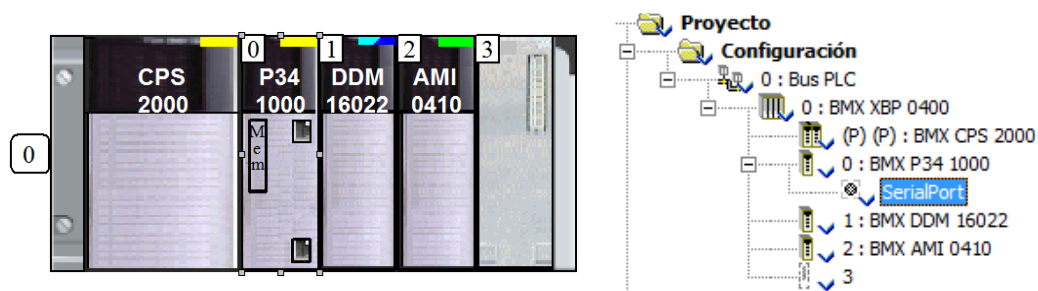 0 1 2 3
CPS P34 DDM AMI
2000 1000 16022 0410
Mem
0
Proyecto
Configuración
0 : Bus PLC
0 : BMX XBP 0400
(P) (P) : BMX CPS 2000
0 : BMX P34 1000
SerialPort
1 : BMX DDM 16022
2 : BMX AMI 0410
3